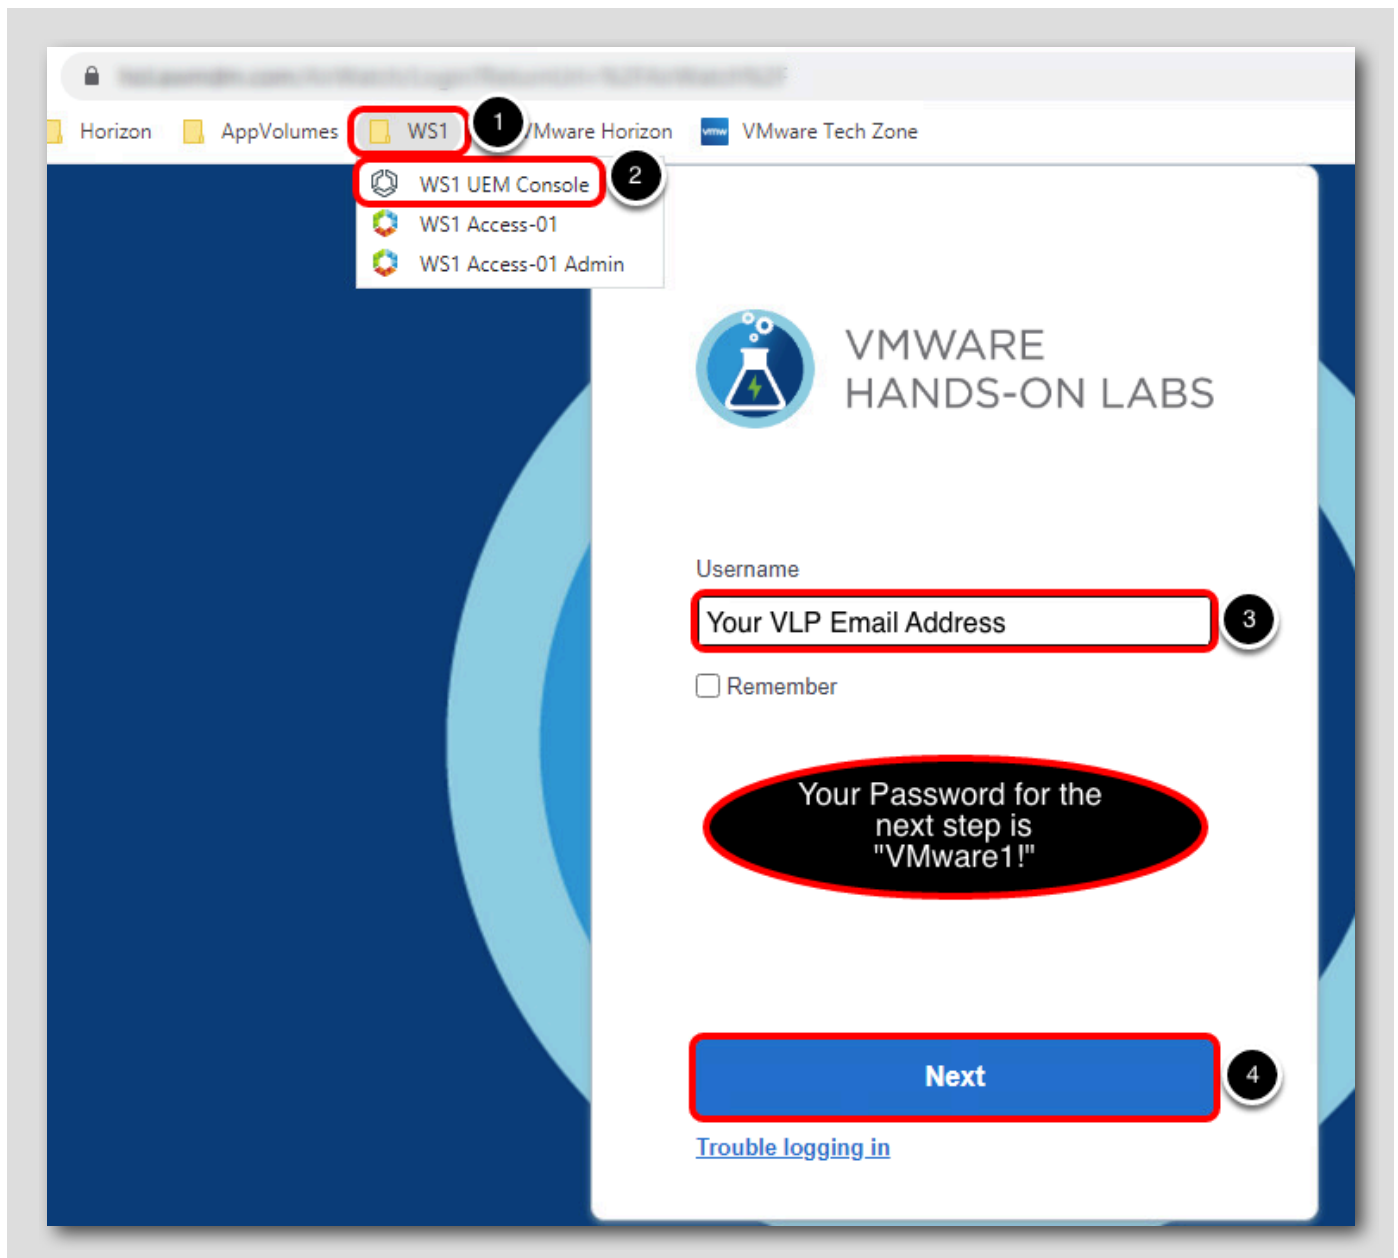 Horizon AppVolumes WS1 1 VMware Horizon vmw VMware Tech Zone
WS1 UEM Console 2
WS1 Access-01
WS1 Access-01 Admin
VMWARE
HANDS-ON LABS
Username
Your VLP Email Address 3
Remember
Your Password for the
next step is
"VMware1!"
Next 4
Trouble logging in